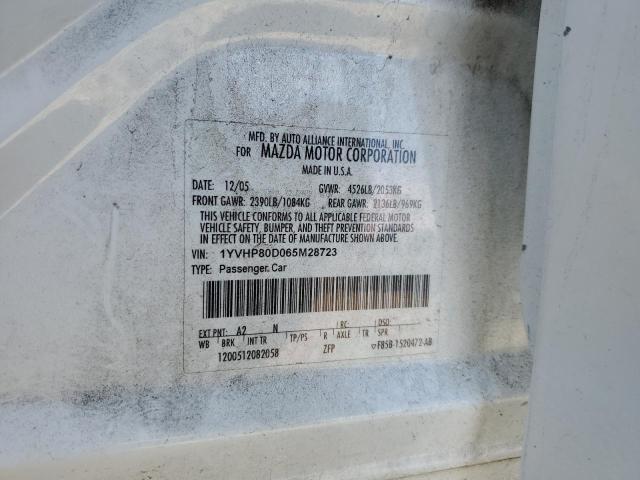 MFD. BY AUTO ALLIANCE INTERNATIONAL, INC.
FOR MAZDA MOTOR CORPORATION
MADE IN U.S.A.
DATE: 12/05 GVWR: 4526LB/2053KG
FRONT GAWR: 2390LB/1084KG REAR GAWR: 2136LB/969KG
THIS VEHICLE CONFORMS TO ALL APPLICABLE FEDERAL MOTOR
VEHICLE SAFETY, BUMPER, AND THEFT PREVENTION STANDARDS
IN EFFECT ON THE DATE OF MANUFACTURE SHOWN ABOVE.
VIN: 1YVHP80D065M28723
TYPE: Passenger Car
EXT PNT: A2 N RC: DSO:
WB BRK INT TR TP/PS R AXLE TR SPR
1200512082058 ZFP ▽F85B-1520472-AB